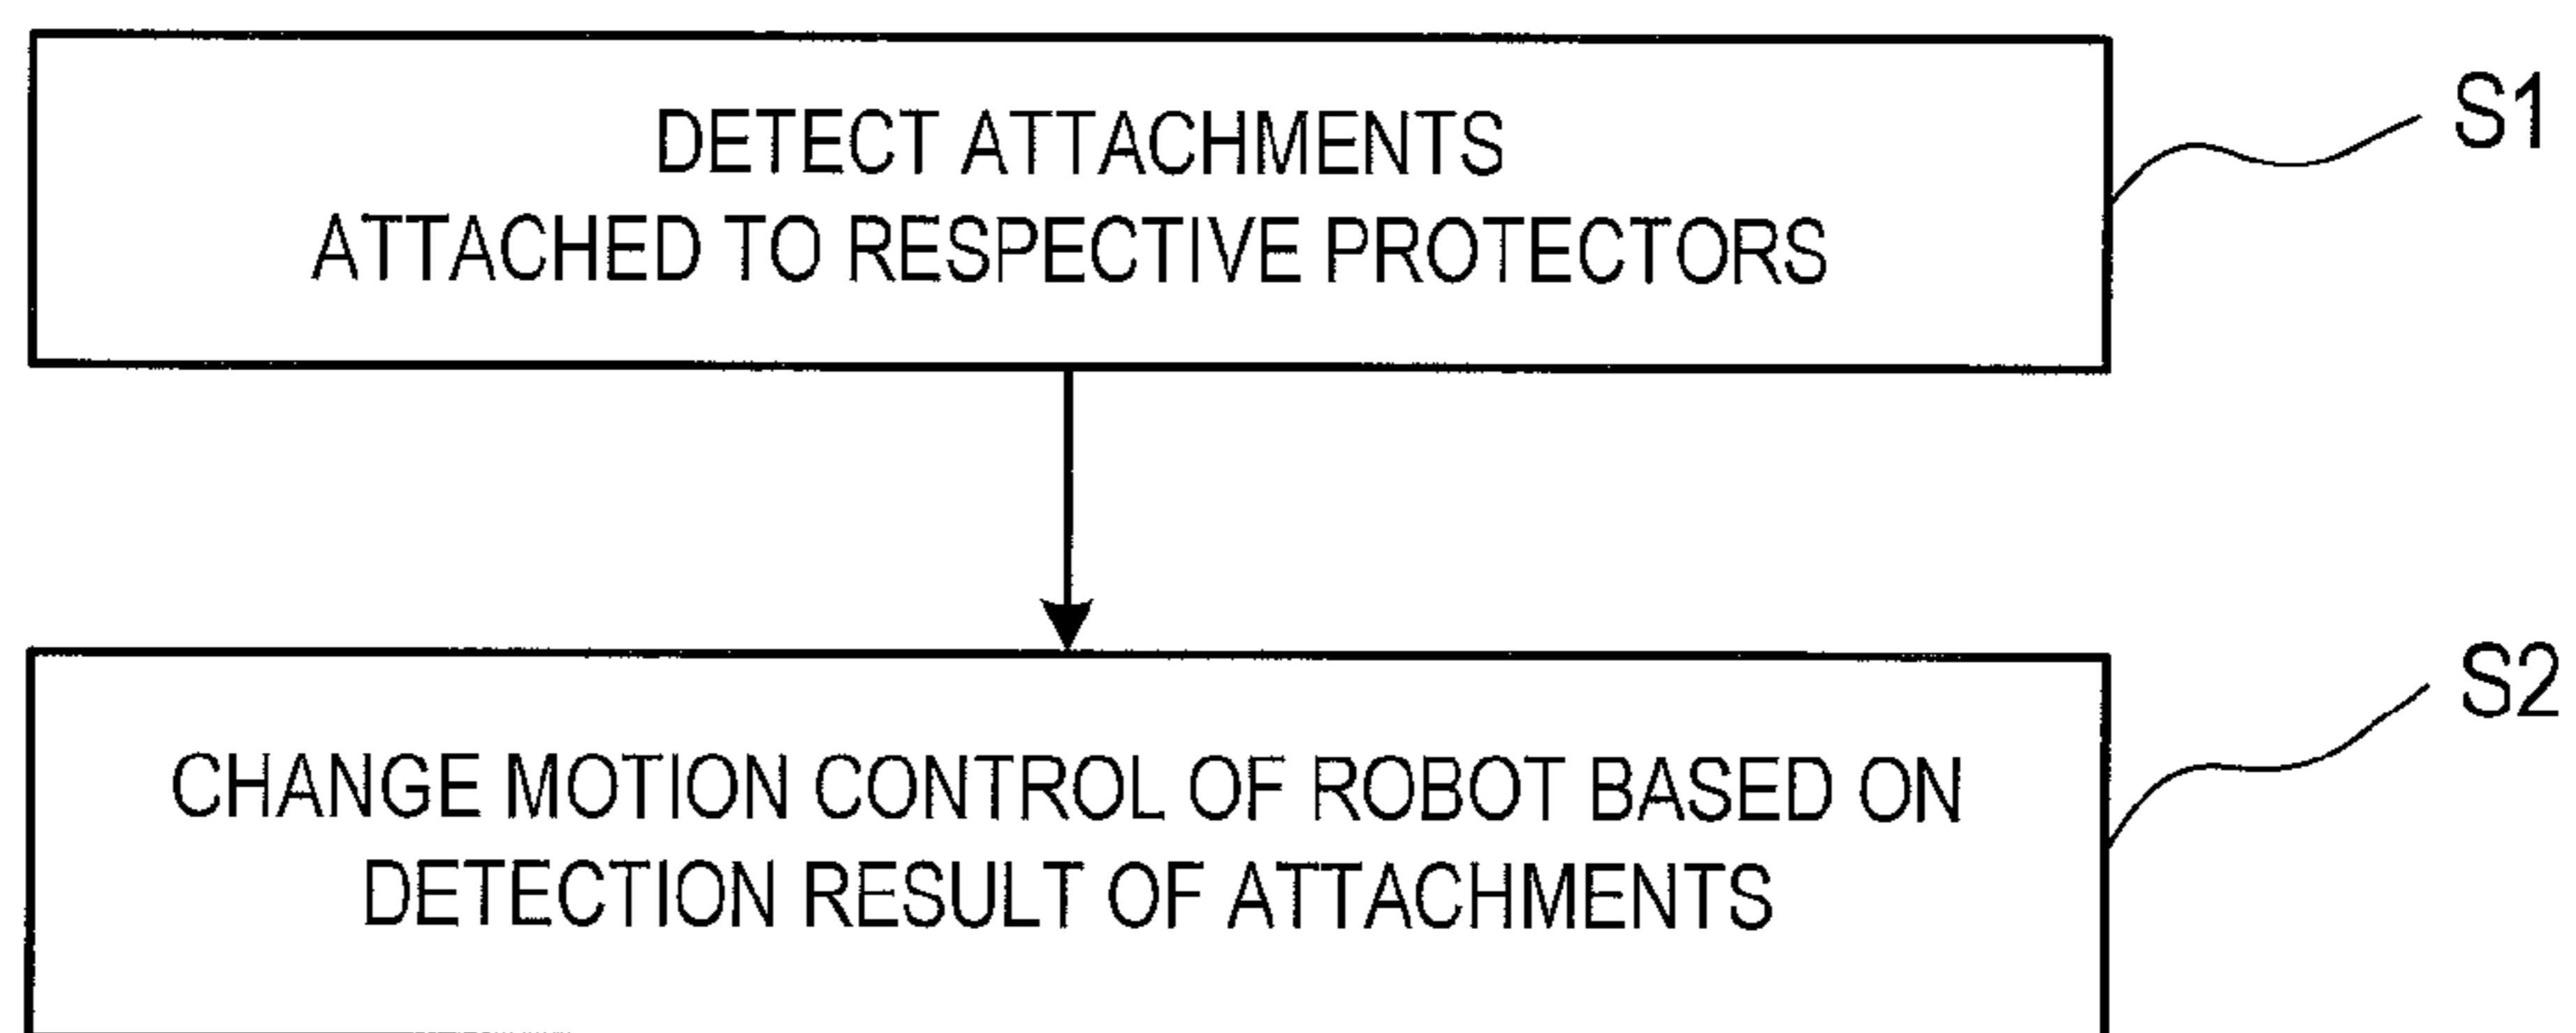 DETECT ATTACHMENTS
ATTACHED TO RESPECTIVE PROTECTORS
S1
CHANGE MOTION CONTROL OF ROBOT BASED ON
DETECTION RESULT OF ATTACHMENTS
S2